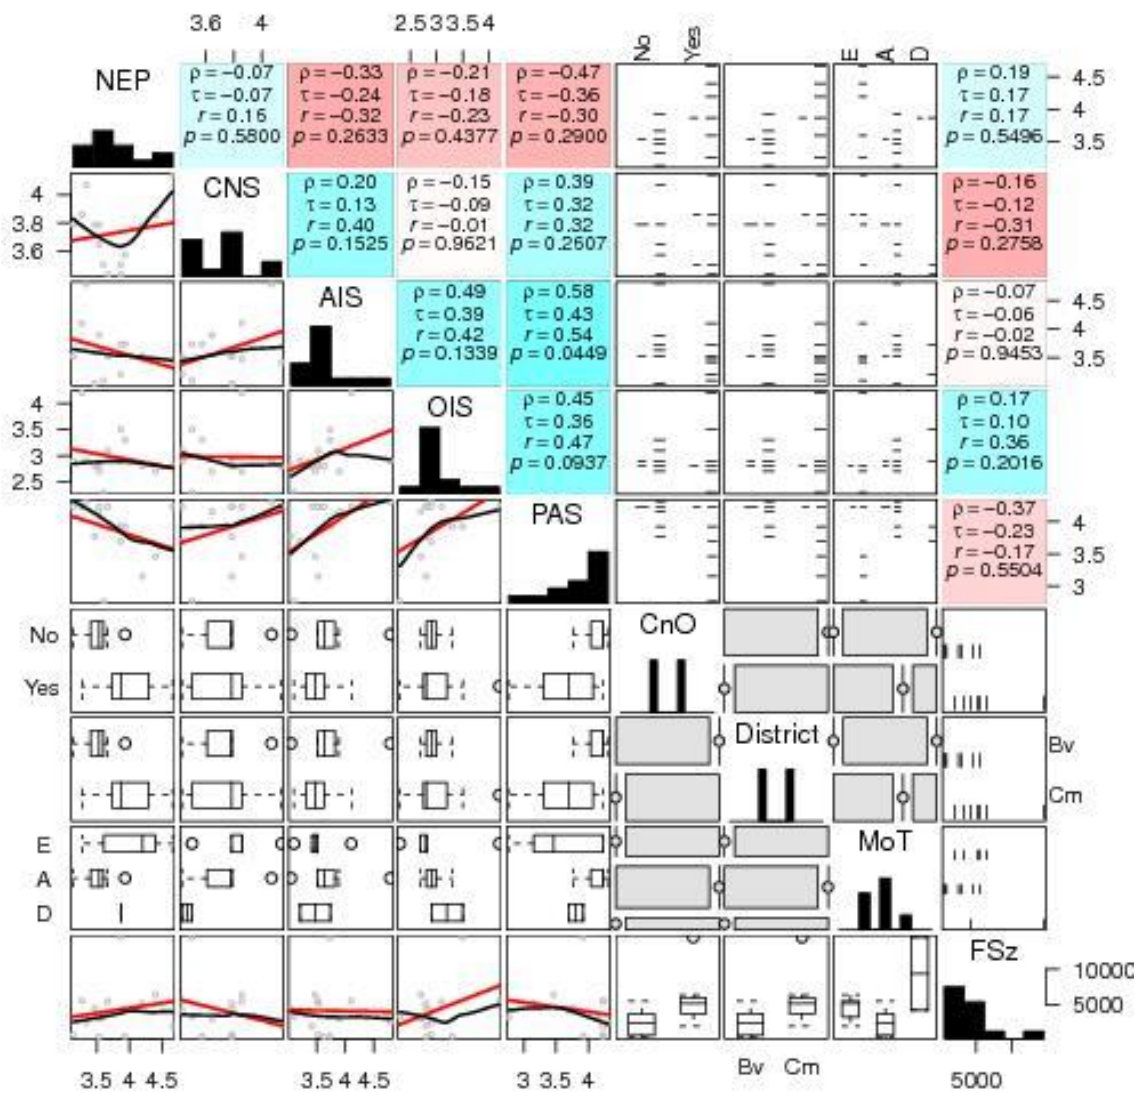 3.6 4 2.5 3 3.5 4 No Yes E A D
NEP
ρ = −0.07 ρ = −0.33 ρ = −0.21 ρ = −0.47 ρ = 0.19
τ = −0.07 τ = −0.24 τ = −0.18 τ = −0.36 τ = 0.17
r = 0.16 r = −0.32 r = −0.23 r = −0.30 r = 0.17
p = 0.5800 p = 0.2633 p = 0.4377 p = 0.2900 p = 0.5496
4.5
4
3.5
CNS
ρ = 0.20 ρ = −0.15 ρ = 0.39 ρ = −0.16
τ = 0.13 τ = −0.09 τ = 0.32 τ = −0.12
r = 0.40 r = −0.01 r = 0.32 r = −0.31
p = 0.1525 p = 0.9621 p = 0.2607 p = 0.2758
4
3.8
3.6
AIS
ρ = 0.49 ρ = 0.58 ρ = −0.07
τ = 0.39 τ = 0.43 τ = −0.06
r = 0.42 r = 0.54 r = −0.02
p = 0.1339 p = 0.0449 p = 0.9453
4.5
4
3.5
OIS
ρ = 0.45 ρ = 0.17
τ = 0.36 τ = 0.10
r = 0.47 r = 0.36
p = 0.0937 p = 0.2016
4
3.5
3
2.5
PAS
ρ = −0.37
τ = −0.23
r = −0.17
p = 0.5504
4
3.5
3
No CnO
Yes
District Bv
Cm
E MoT
A
D
FSz
10000
5000
Bv Cm
3.5 4 4.5 3.5 4 4.5 3 3.5 4 5000